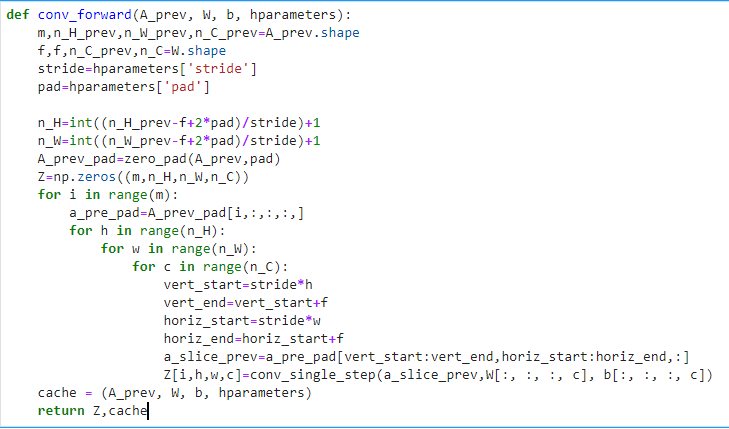 def conv_forward(A_prev, W, b, hparameters):
    m,n_H_prev,n_W_prev,n_C_prev=A_prev.shape
    f,f,n_C_prev,n_C=W.shape
    stride=hparameters['stride']
    pad=hparameters['pad']

    n_H=int((n_H_prev-f+2*pad)/stride)+1
    n_W=int((n_W_prev-f+2*pad)/stride)+1
    A_prev_pad=zero_pad(A_prev,pad)
    Z=np.zeros((m,n_H,n_W,n_C))
    for i in range(m):
        a_pre_pad=A_prev_pad[i,:,:,:,]
        for h in range(n_H):
            for w in range(n_W):
                for c in range(n_C):
                    vert_start=stride*h
                    vert_end=vert_start+f
                    horiz_start=stride*w
                    horiz_end=horiz_start+f
                    a_slice_prev=a_pre_pad[vert_start:vert_end,horiz_start:horiz_end,:]
                    Z[i,h,w,c]=conv_single_step(a_slice_prev,W[:, :, :, c], b[:, :, :, c])
    cache = (A_prev, W, b, hparameters)
    return Z,cache